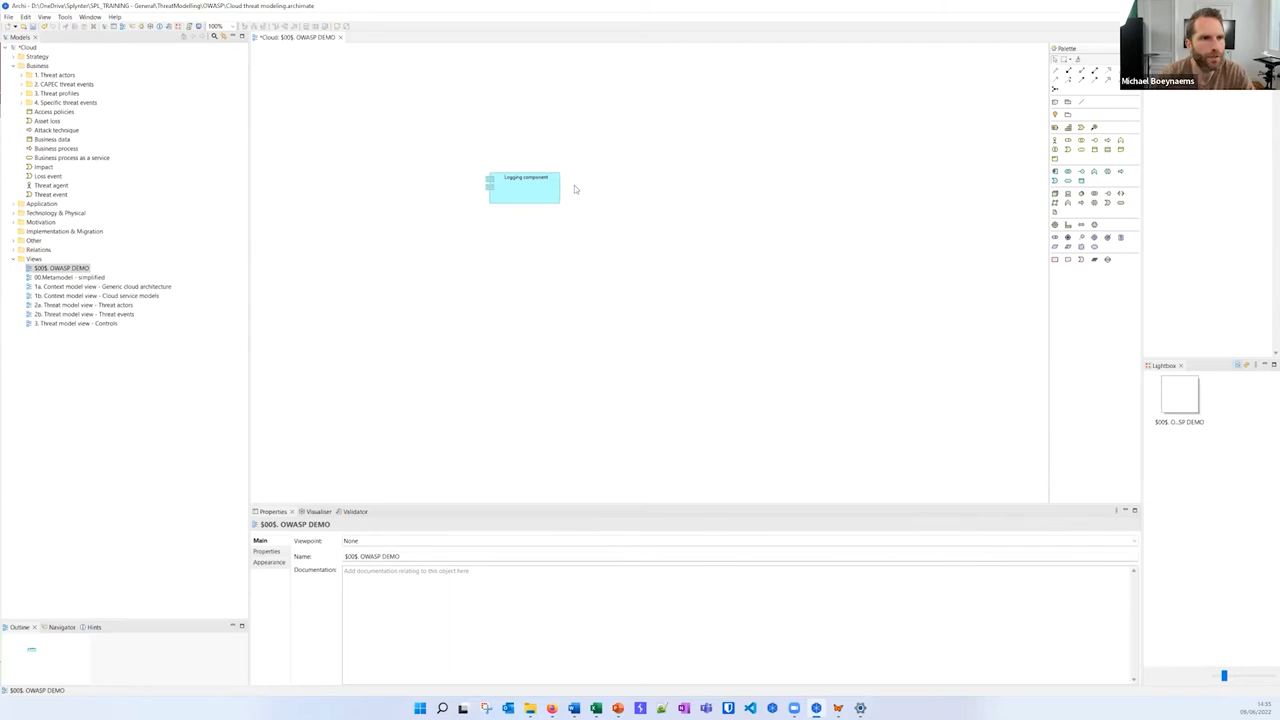 Archi - D:\OneDrive\Splynter\SPL_TRAINING - General\ThreatModelling\OWASP\Cloud threat modeling.archimate
File Edit View Tools Window Help
100%
Models
*Cloud: $00$. OWASP DEMO
Palette
Michael Boeynaems
*Cloud
Strategy
Business
1. Threat actors
2. CAPEC threat events
3. Threat profiles
4. Specific threat events
Access policies
Asset loss
Attack technique
Business data
Business process
Business process as a service
Impact
Loss event
Threat agent
Threat event
Application
Technology & Physical
Motivation
Implementation & Migration
Other
Relations
Views
$00$. OWASP DEMO
00.Metamodel - simplified
1a. Context model view - Generic cloud architecture
1b. Context model view - Cloud service models
2a. Threat model view - Threat actors
2b. Threat model view - Threat events
3. Threat model view - Controls
Logging component
Lightbox
$00$. O...SP DEMO
Properties Visualiser Validator
$00$. OWASP DEMO
Main
Properties
Appearance
Viewpoint: None
Name: $00$. OWASP DEMO
Documentation: Add documentation relating to this object here
Outline Navigator Hints
$00$. OWASP DEMO
14:35
09/06/2022